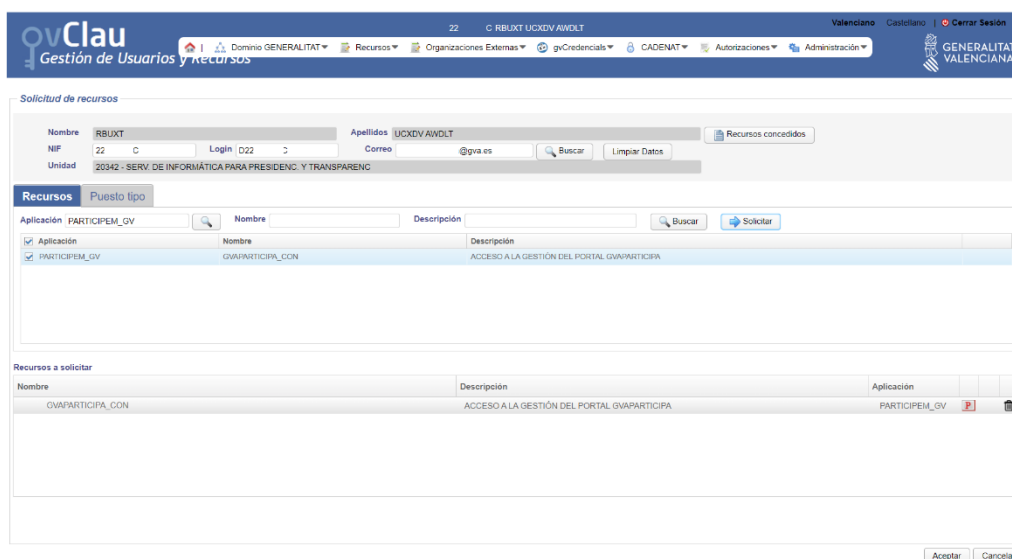 Valenciano Castellano | Cerrar Sesión
22 C RBUXT UCXDV AWDLT
gvClau
Gestión de Usuarios y Recursos
Dominio GENERALITAT Recursos Organizaciones Externas gvCredencials CADENAT Autorizaciones Administración
GENERALITAT
VALENCIANA
Solicitud de recursos
Nombre RBUXT Apellidos UCXDV AWDLT Recursos concedidos
NIF 22 C Login D22 Correo @gva.es Buscar Limpiar Datos
Unidad 20342 - SERV. DE INFORMÁTICA PARA PRESIDENC. Y TRANSPARENC
Recursos Puesto tipo
Aplicación PARTICIPEM_GV Nombre Descripción Buscar Solicitar
Aplicación Nombre Descripción
PARTICIPEM_GV GVAPARTICIPA_CON ACCESO A LA GESTIÓN DEL PORTAL GVAPARTICIPA
Recursos a solicitar
Nombre Descripción Aplicación
GVAPARTICIPA_CON ACCESO A LA GESTIÓN DEL PORTAL GVAPARTICIPA PARTICIPEM_GV P
Aceptar Cancela